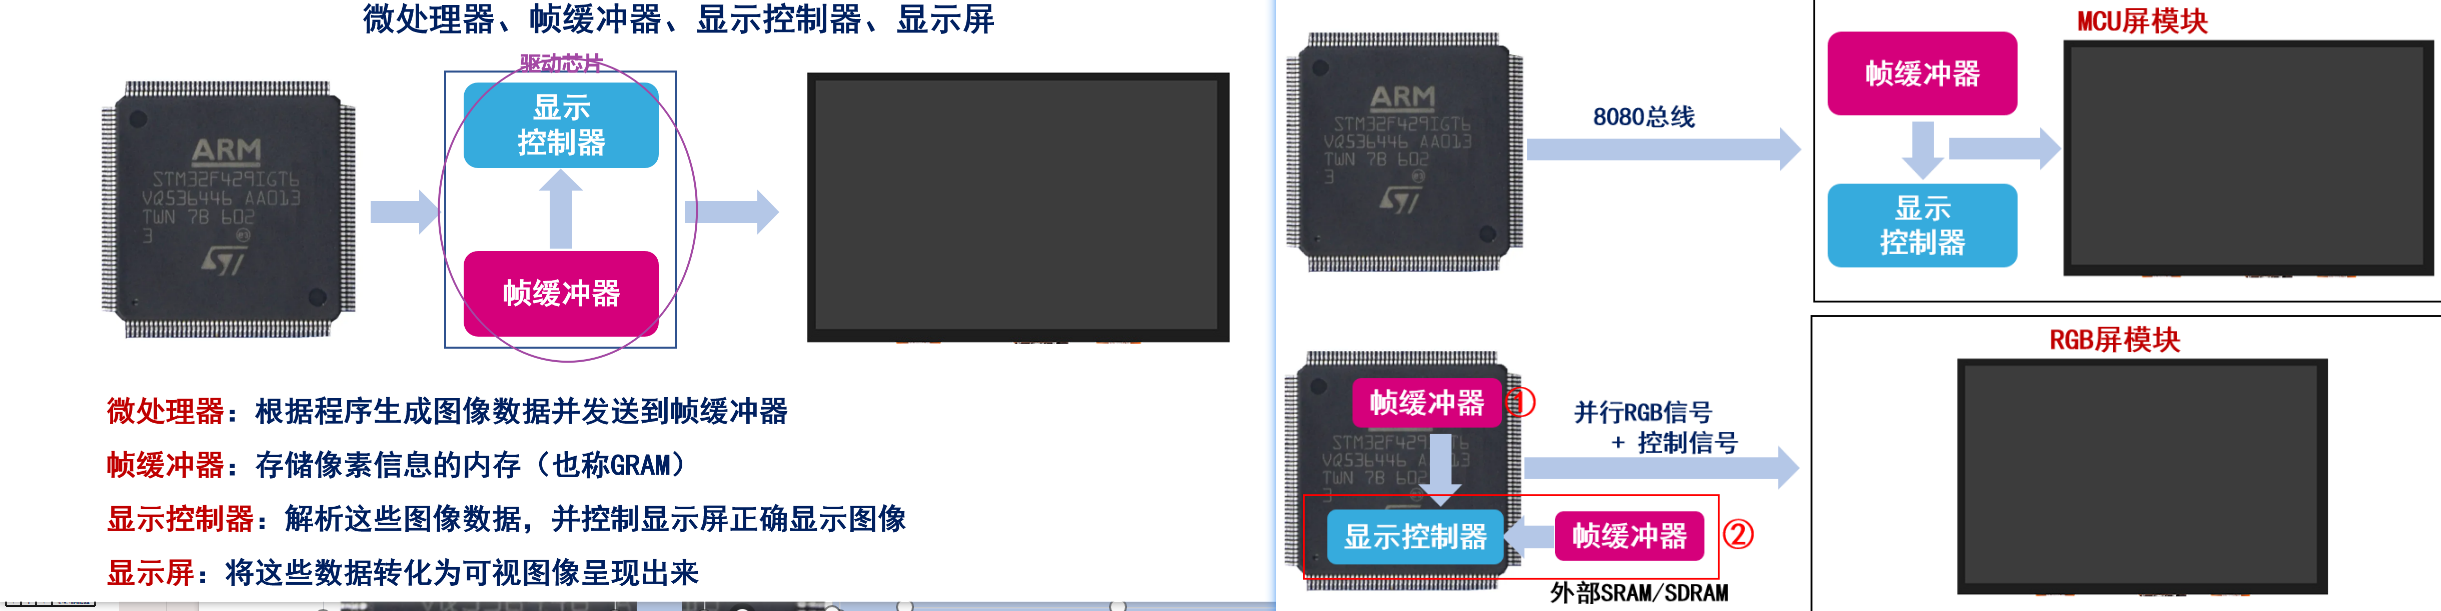 微处理器、帧缓冲器、显示控制器、显示屏
驱动芯片
显示
控制器
帧缓冲器
ARM
STM32F429IGT6
VQ536446 AA013
TWN 7B 602
3
ST
微处理器：根据程序生成图像数据并发送到帧缓冲器
帧缓冲器：存储像素信息的内存（也称GRAM）
显示控制器：解析这些图像数据，并控制显示屏正确显示图像
显示屏：将这些数据转化为可视图像呈现出来
ARM
STM32F429IGT6
VQ536446 AA013
TWN 7B 602
3
ST
8080总线
MCU屏模块
帧缓冲器
显示
控制器
帧缓冲器
①
STM32F429
VQ536446 A
TWN 7B 602
3
显示控制器
帧缓冲器
②
外部SRAM/SDRAM
并行RGB信号
+ 控制信号
RGB屏模块